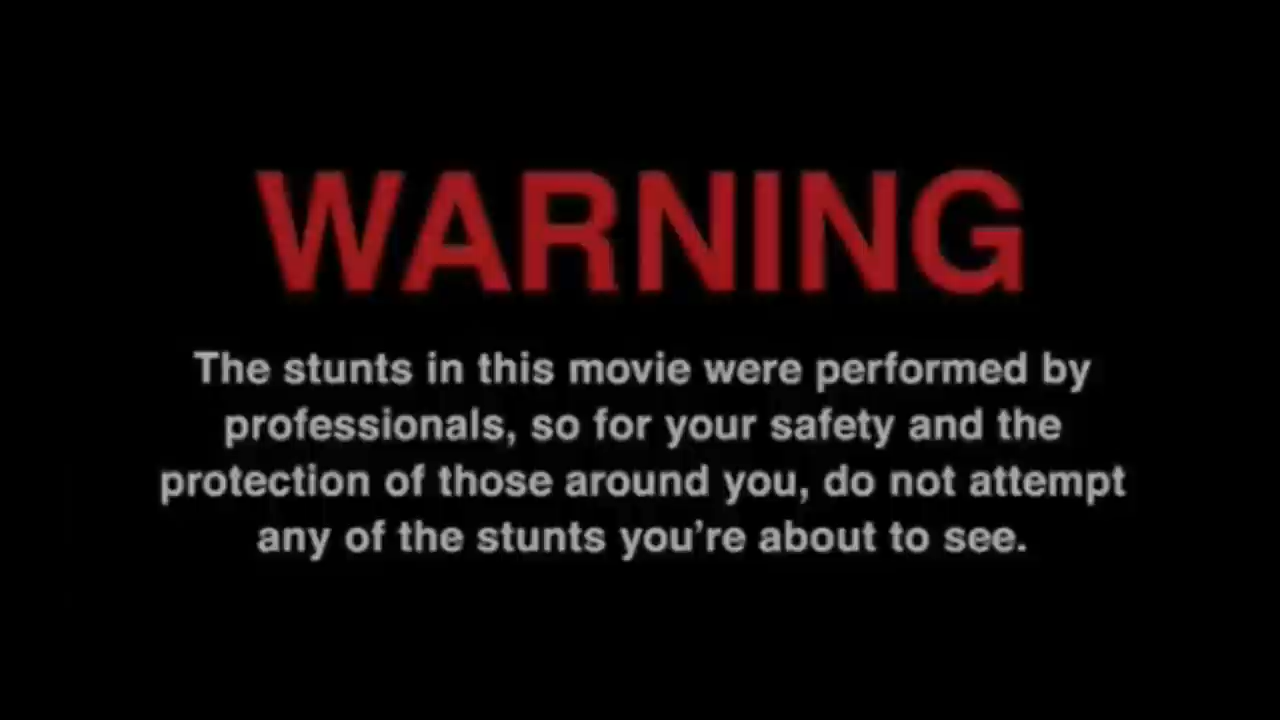 WARNING
The stunts in this movie were performed by
professionals, so for your safety and the
protection of those around you, do not attempt
any of the stunts you’re about to see.